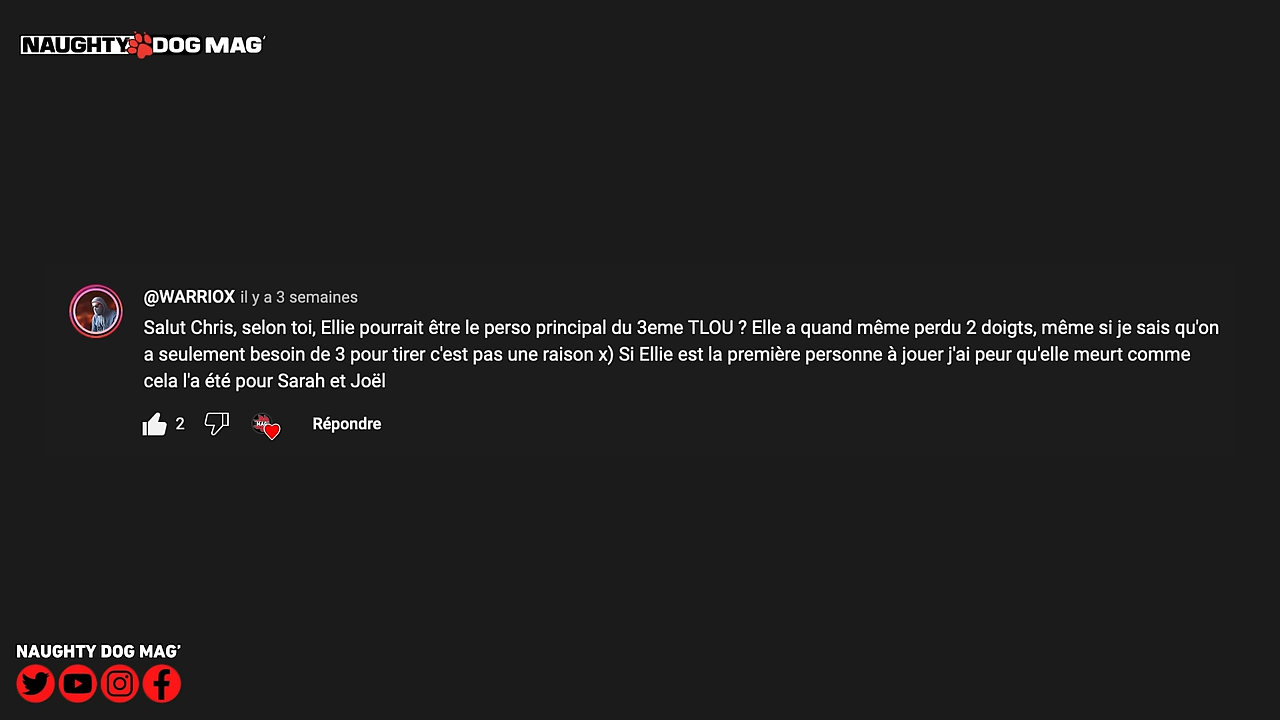 NAUGHTY DOG MAG'
@WARRIOX il y a 3 semaines
Salut Chris, selon toi, Ellie pourrait être le perso principal du 3eme TLOU ? Elle a quand même perdu 2 doigts, même si je sais qu'on
a seulement besoin de 3 pour tirer c'est pas une raison x) Si Ellie est la première personne à jouer j'ai peur qu'elle meurt comme
cela l'a été pour Sarah et Joël
2 Répondre
NAUGHTY DOG MAG'